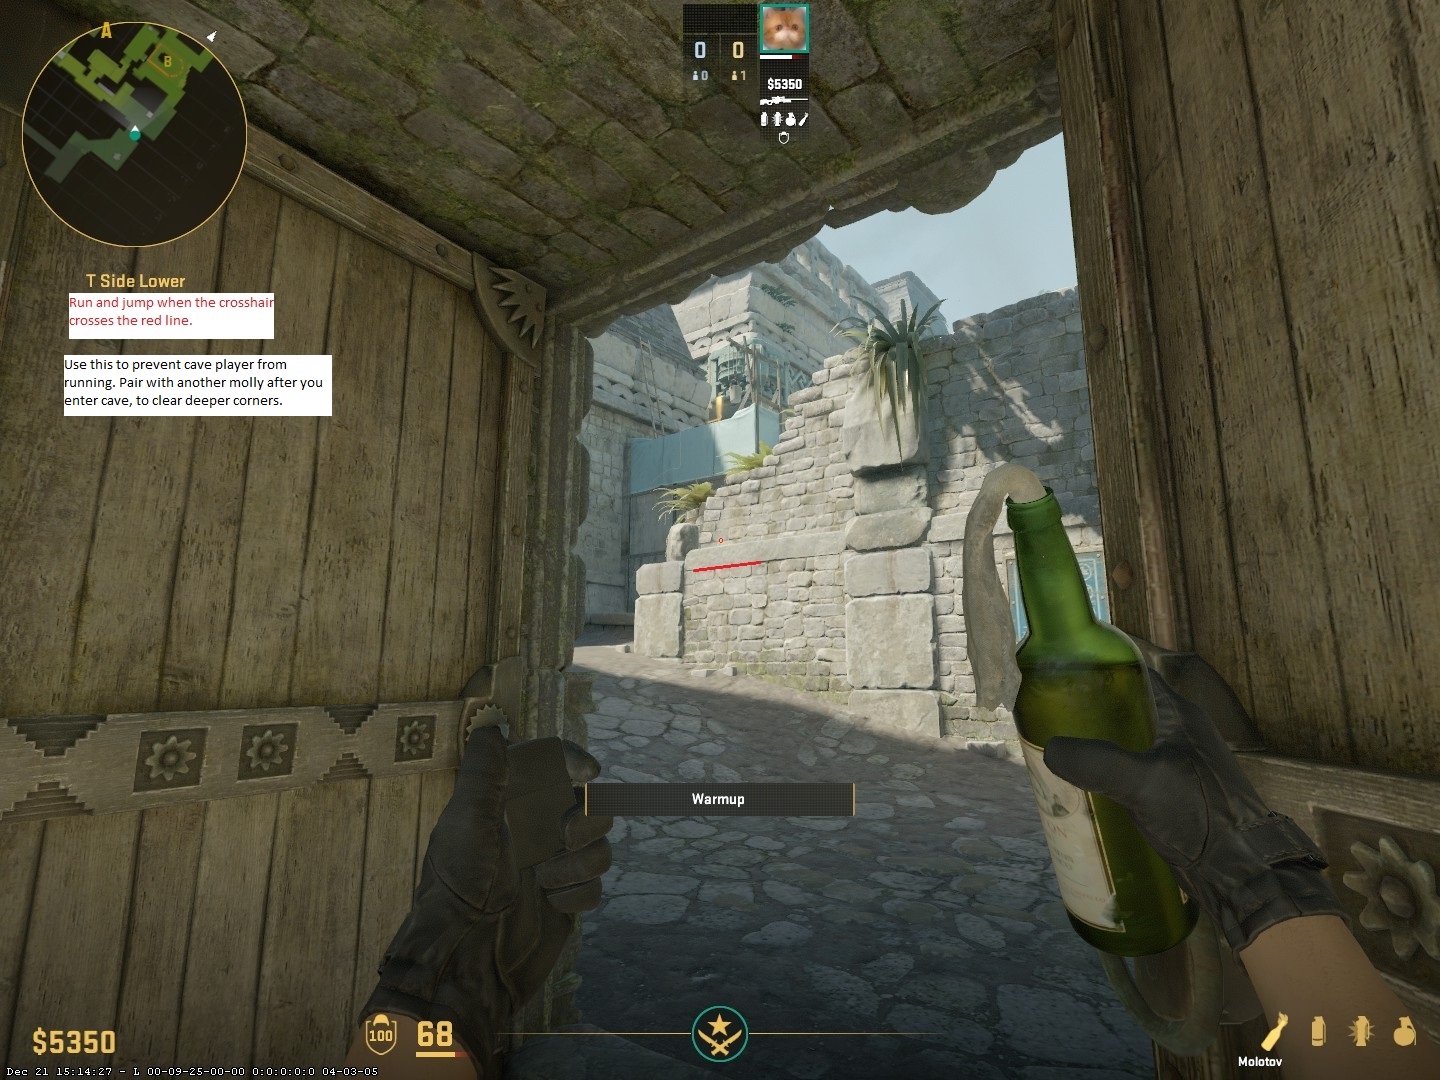 A
B
0 0
0 1
$5350
T Side Lower
Run and jump when the crosshair
crosses the red line.
Use this to prevent cave player from
running. Pair with another molly after you
enter cave, to clear deeper corners.
Warmup
$5350
100 68
Molotov
Dec 21 15:14:27 - L 00-09-25-00-00 0:0:0:0:0 04-03-05